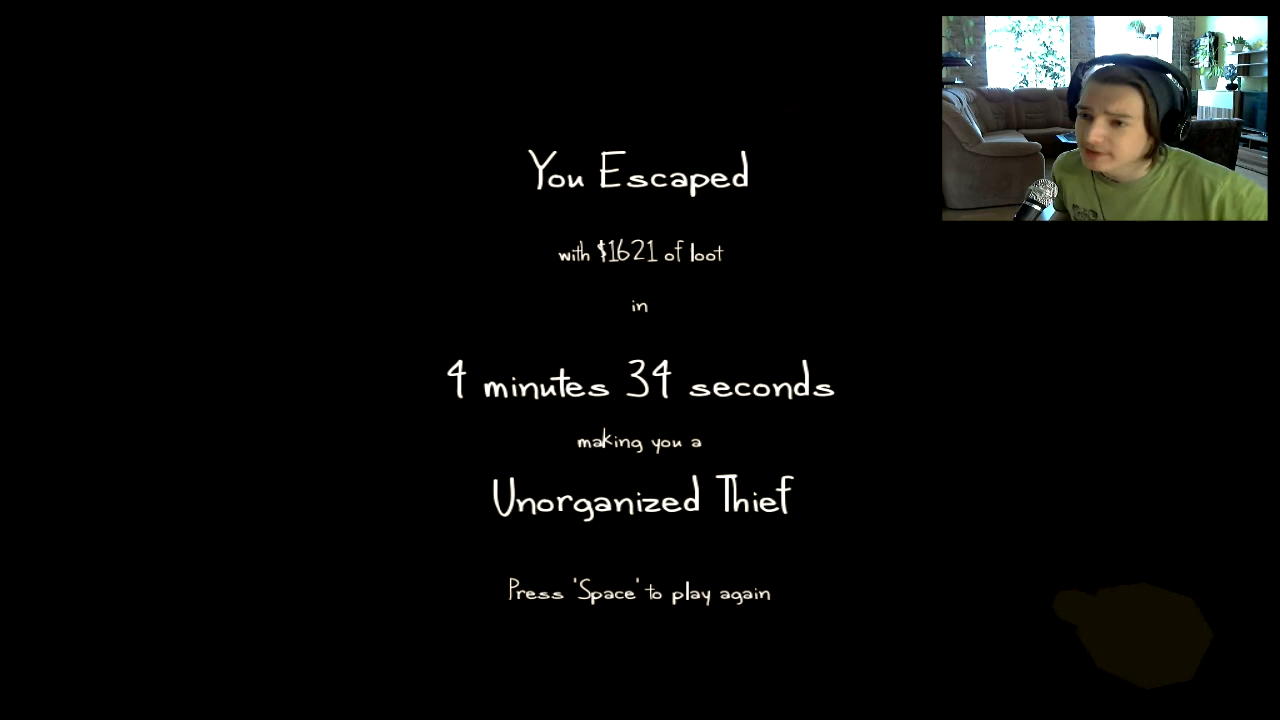 You Escaped
with $1621 of loot
in
4 minutes 34 seconds
making you a
Unorganized Thief
Press 'Space' to play again